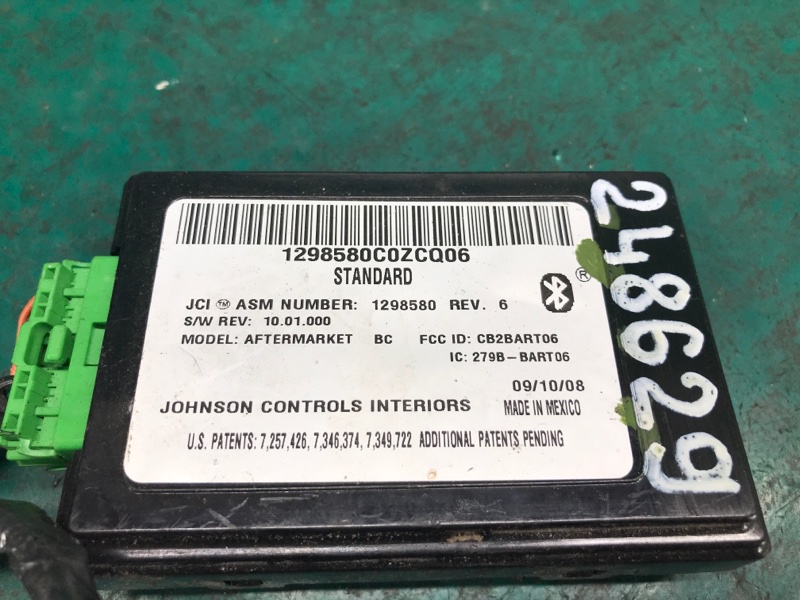 1298580C0ZCQ06
STANDARD
®
JCI™ ASM NUMBER: 1298580 REV. 6
S/W REV: 10.01.000
MODEL: AFTERMARKET BC FCC ID: CB2BART06
IC: 279B-BART06
09/10/08
JOHNSON CONTROLS INTERIORS MADE IN MEXICO
U.S. PATENTS: 7,257,426, 7,346,374, 7,349,722 ADDITIONAL PATENTS PENDING
248629